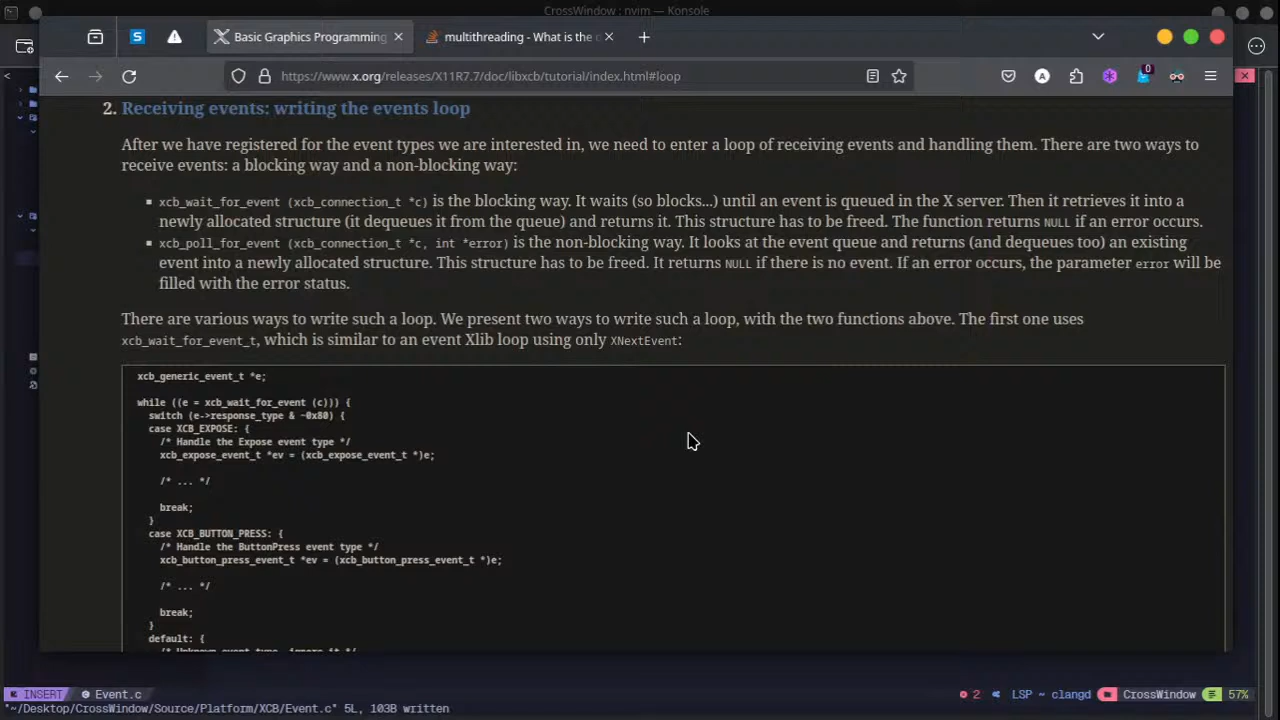 CrossWindow : nvim — Konsole
Basic Graphics Programming
multithreading - What is the
https://www.x.org/releases/X11R7.7/doc/libxcb/tutorial/index.html#loop
0
2. Receiving events: writing the events loop
After we have registered for the event types we are interested in, we need to enter a loop of receiving events and handling them. There are two ways to
receive events: a blocking way and a non-blocking way:
xcb_wait_for_event (xcb_connection_t *c) is the blocking way. It waits (so blocks...) until an event is queued in the X server. Then it retrieves it into a
newly allocated structure (it dequeues it from the queue) and returns it. This structure has to be freed. The function returns NULL if an error occurs.
xcb_poll_for_event (xcb_connection_t *c, int *error) is the non-blocking way. It looks at the event queue and returns (and dequeues too) an existing
event into a newly allocated structure. This structure has to be freed. It returns NULL if there is no event. If an error occurs, the parameter error will be
filled with the error status.
There are various ways to write such a loop. We present two ways to write such a loop, with the two functions above. The first one uses
xcb_wait_for_event_t, which is similar to an event Xlib loop using only XNextEvent:
xcb_generic_event_t *e;
while ((e = xcb_wait_for_event (c))) {
switch (e->response_type & ~0x80) {
case XCB_EXPOSE: {
/* Handle the Expose event type */
xcb_expose_event_t *ev = (xcb_expose_event_t *)e;
/* ... */
break;
}
case XCB_BUTTON_PRESS: {
/* Handle the ButtonPress event type */
xcb_button_press_event_t *ev = (xcb_button_press_event_t *)e;
/* ... */
break;
}
default: {
/* Unknown event type, ignore it */
INSERT Event.c 2 LSP ~ clangd CrossWindow 57%
"~/Desktop/CrossWindow/Source/Platform/XCB/Event.c" 5L, 103B written